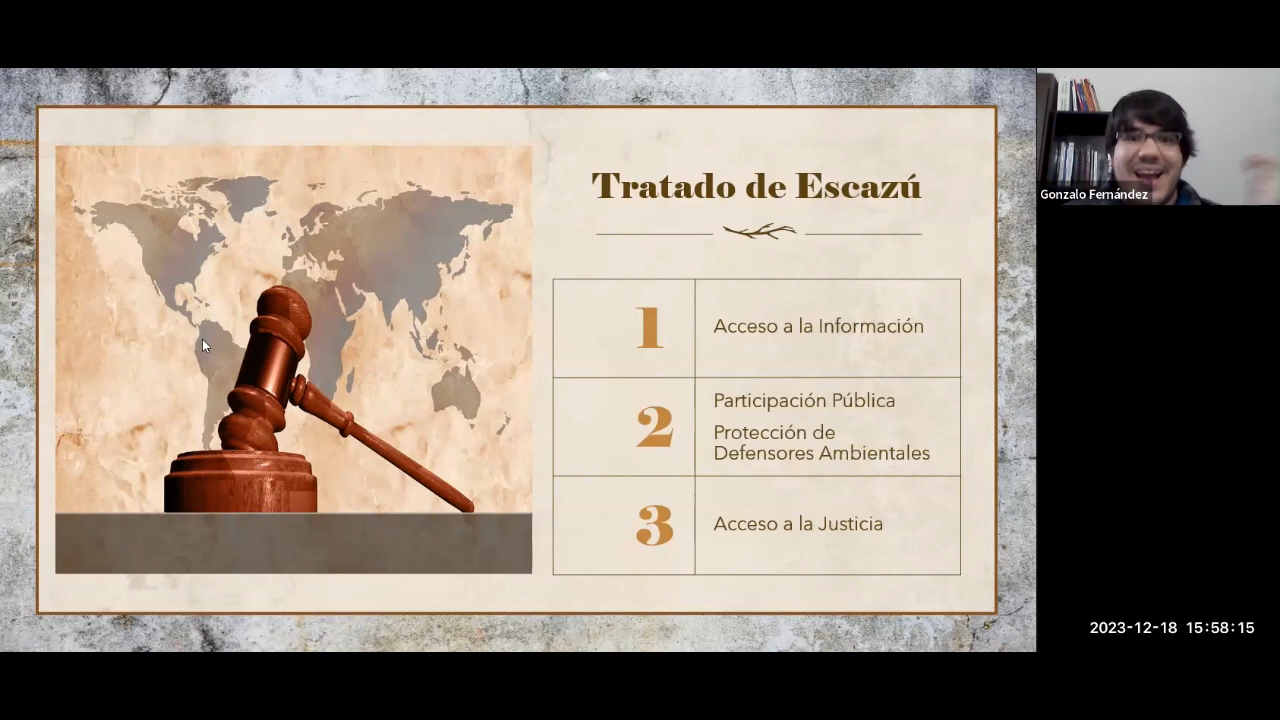 Tratado de Escazú
1
Acceso a la Información
2
Participación Pública
Protección de
Defensores Ambientales
3
Acceso a la Justicia
Gonzalo Fernández
2023-12-18 15:58:15